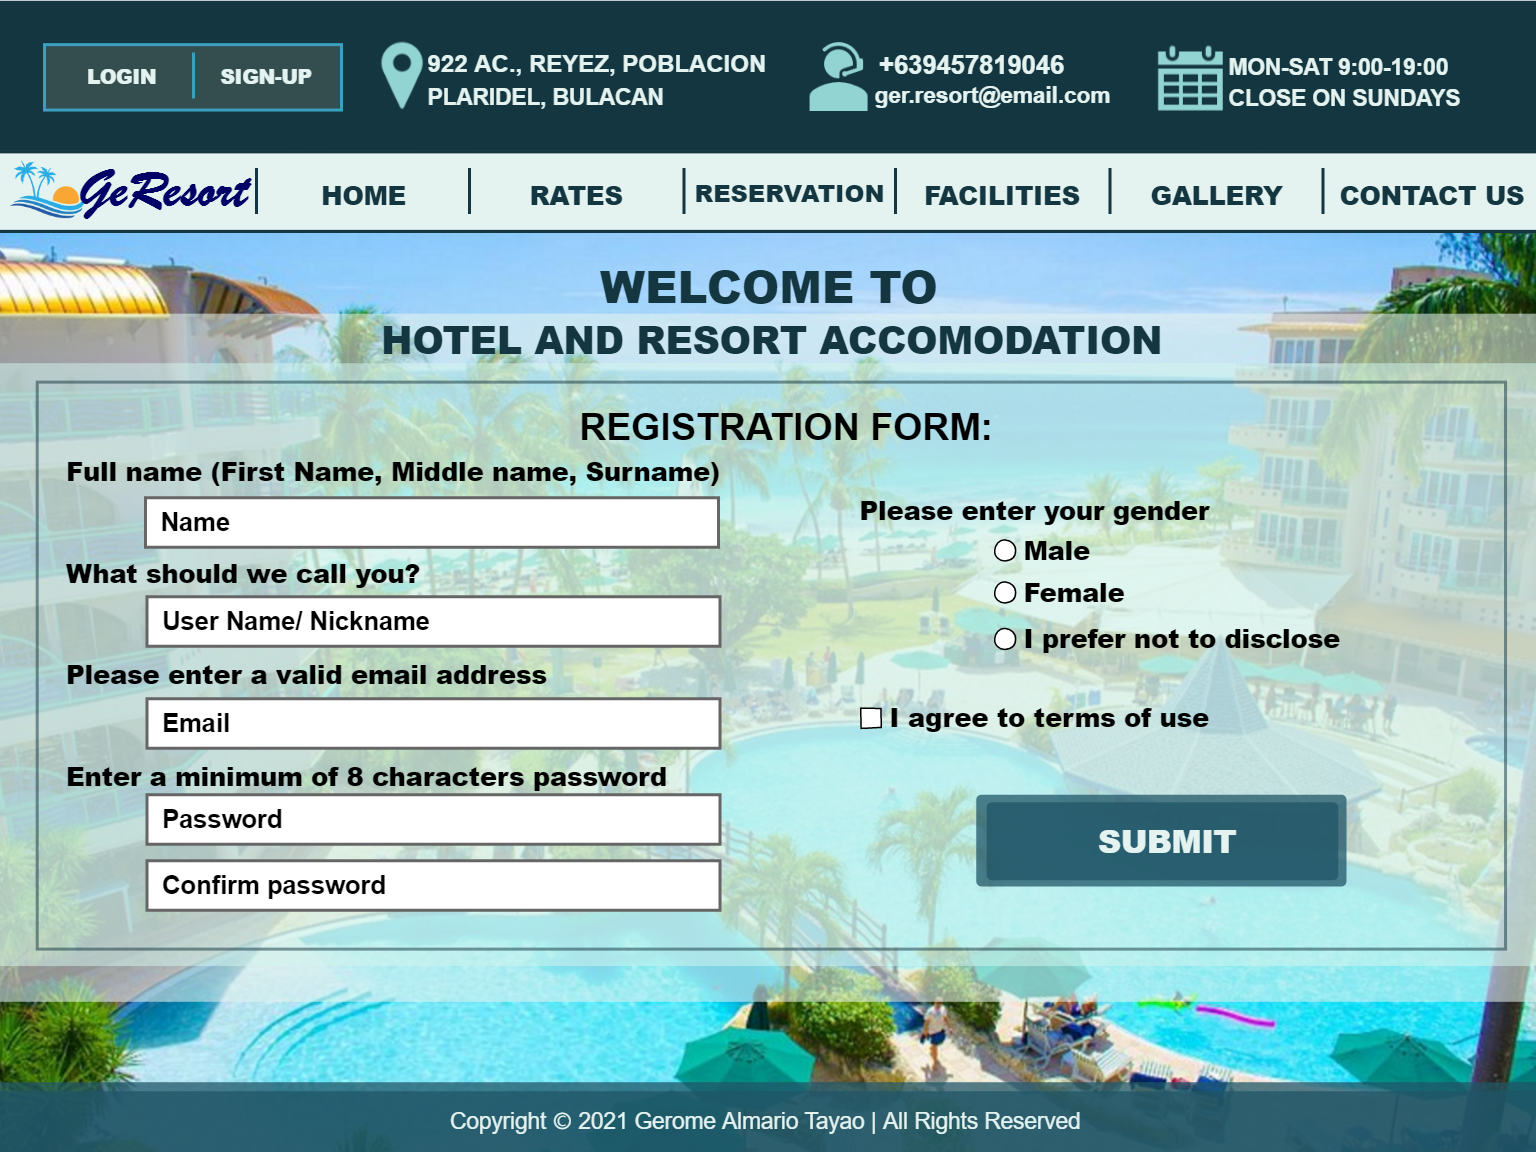 LOGIN SIGN-UP
922 AC., REYEZ, POBLACION
PLARIDEL, BULACAN
+639457819046
ger.resort@email.com
MON-SAT 9:00-19:00
CLOSE ON SUNDAYS
GeResort HOME RATES RESERVATION FACILITIES GALLERY CONTACT US
WELCOME TO
HOTEL AND RESORT ACCOMODATION
REGISTRATION FORM:
Full name (First Name, Middle name, Surname)
Name
What should we call you?
User Name/ Nickname
Please enter a valid email address
Email
Enter a minimum of 8 characters password
Password
Confirm password
Please enter your gender
Male
Female
I prefer not to disclose
I agree to terms of use
SUBMIT
Copyright © 2021 Gerome Almario Tayao | All Rights Reserved